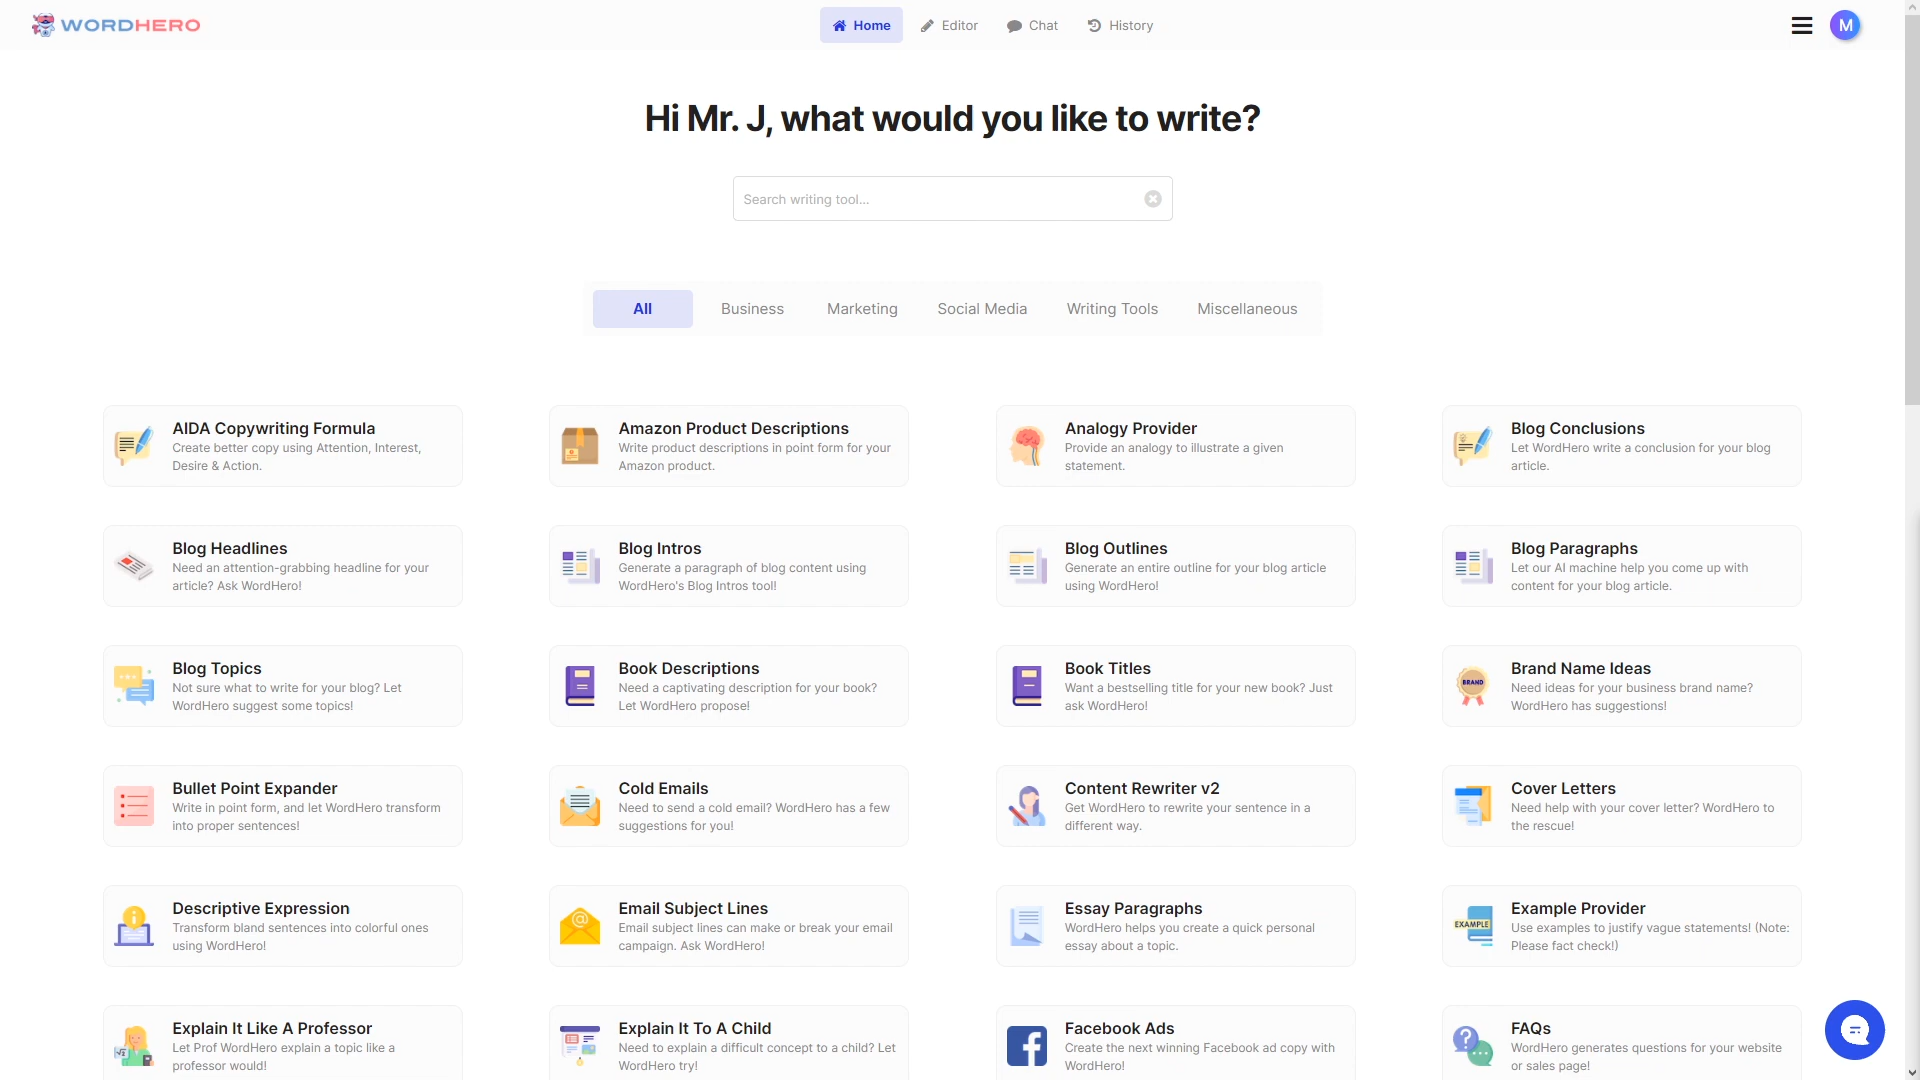 WORDHERO
Home
Editor
Chat
History
M
Hi Mr. J, what would you like to write?
Search writing tool...
All
Business
Marketing
Social Media
Writing Tools
Miscellaneous
AIDA Copywriting Formula
Create better copy using Attention, Interest,
Desire & Action.
Amazon Product Descriptions
Write product descriptions in point form for your
Amazon product.
Analogy Provider
Provide an analogy to illustrate a given
statement.
Blog Conclusions
Let WordHero write a conclusion for your blog
article.
Blog Headlines
Need an attention-grabbing headline for your
article? Ask WordHero!
Blog Intros
Generate a paragraph of blog content using
WordHero's Blog Intros tool!
Blog Outlines
Generate an entire outline for your blog article
using WordHero!
Blog Paragraphs
Let our AI machine help you come up with
content for your blog article.
Blog Topics
Not sure what to write for your blog? Let
WordHero suggest some topics!
Book Descriptions
Need a captivating description for your book?
Let WordHero propose!
Book Titles
Want a bestselling title for your new book? Just
ask WordHero!
BRAND
Brand Name Ideas
Need ideas for your business brand name?
WordHero has suggestions!
Bullet Point Expander
Write in point form, and let WordHero transform
into proper sentences!
Cold Emails
Need to send a cold email? WordHero has a few
suggestions for you!
Content Rewriter v2
Get WordHero to rewrite your sentence in a
different way.
Cover Letters
Need help with your cover letter? WordHero to
the rescue!
Descriptive Expression
Transform bland sentences into colorful ones
using WordHero!
Email Subject Lines
Email subject lines can make or break your email
campaign. Ask WordHero!
Essay Paragraphs
WordHero helps you create a quick personal
essay about a topic.
EXAMPLE
Example Provider
Use examples to justify vague statements! (Note:
Please fact check!)
Explain It Like A Professor
Let Prof WordHero explain a topic like a
professor would!
Explain It To A Child
Need to explain a difficult concept to a child? Let
WordHero try!
Facebook Ads
Create the next winning Facebook ad copy with
WordHero!
FAQs
WordHero generates questions for your website
or sales page!